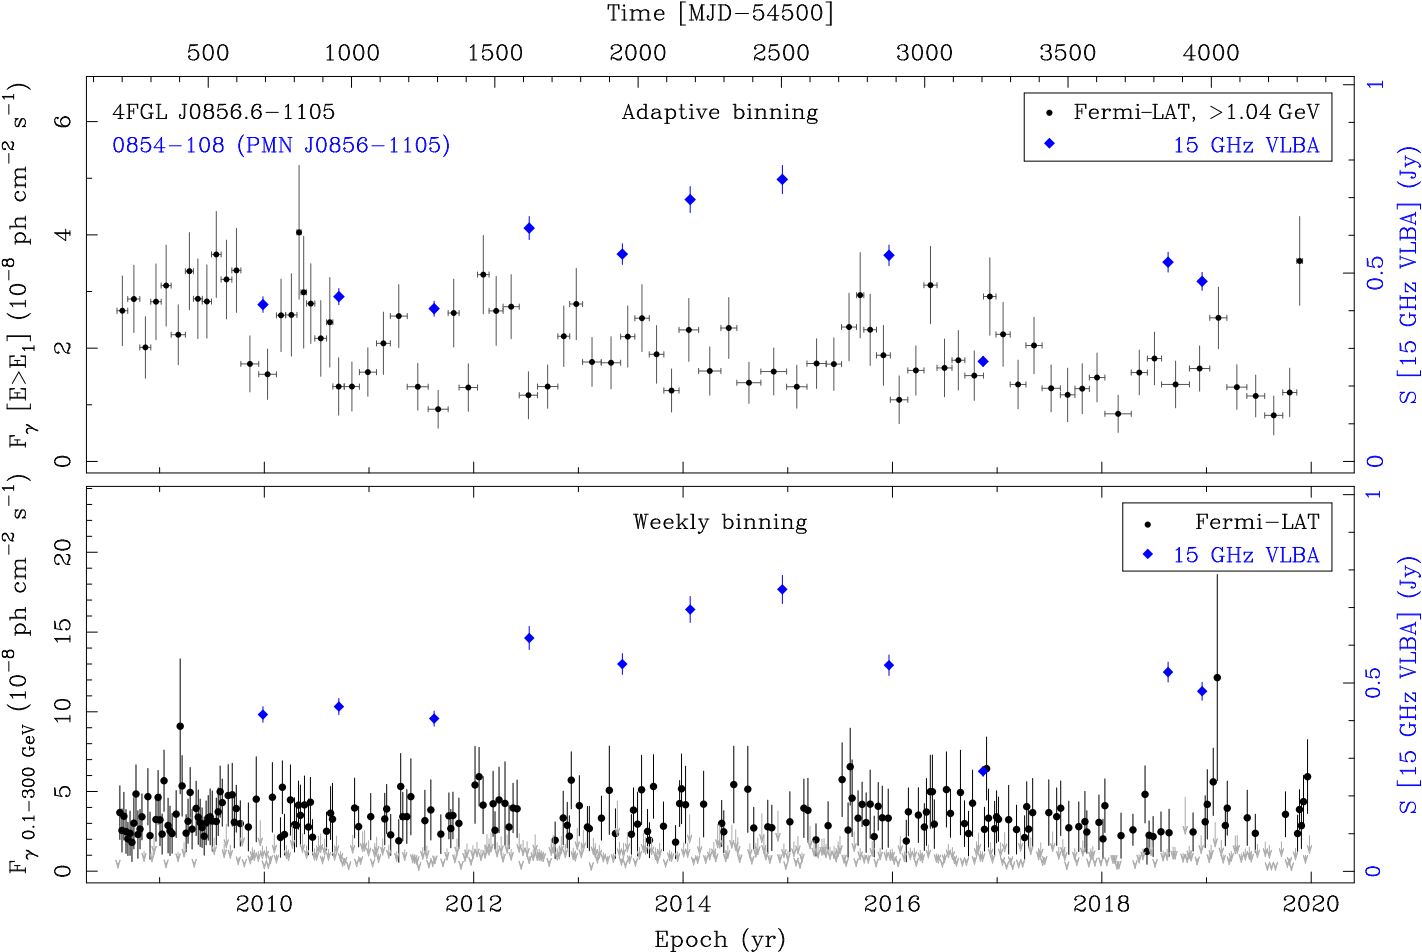 Time [MJD−54500]
500 1000 1500 2000 2500 3000 3500 4000
4FGL J0856.6−1105
0854−108 (PMN J0856−1105)
Adaptive binning
Fermi−LAT, >1.04 GeV
15 GHz VLBA
6
4
2
0
Fγ [E>E1] (10−8 ph cm−2 s−1)
1
0.5
0
S [15 GHz VLBA] (Jy)
Weekly binning
Fermi−LAT
15 GHz VLBA
20
15
10
5
0
Fγ 0.1−300 GeV (10−8 ph cm−2 s−1)
1
0.5
0
S [15 GHz VLBA] (Jy)
2010 2012 2014 2016 2018 2020
Epoch (yr)